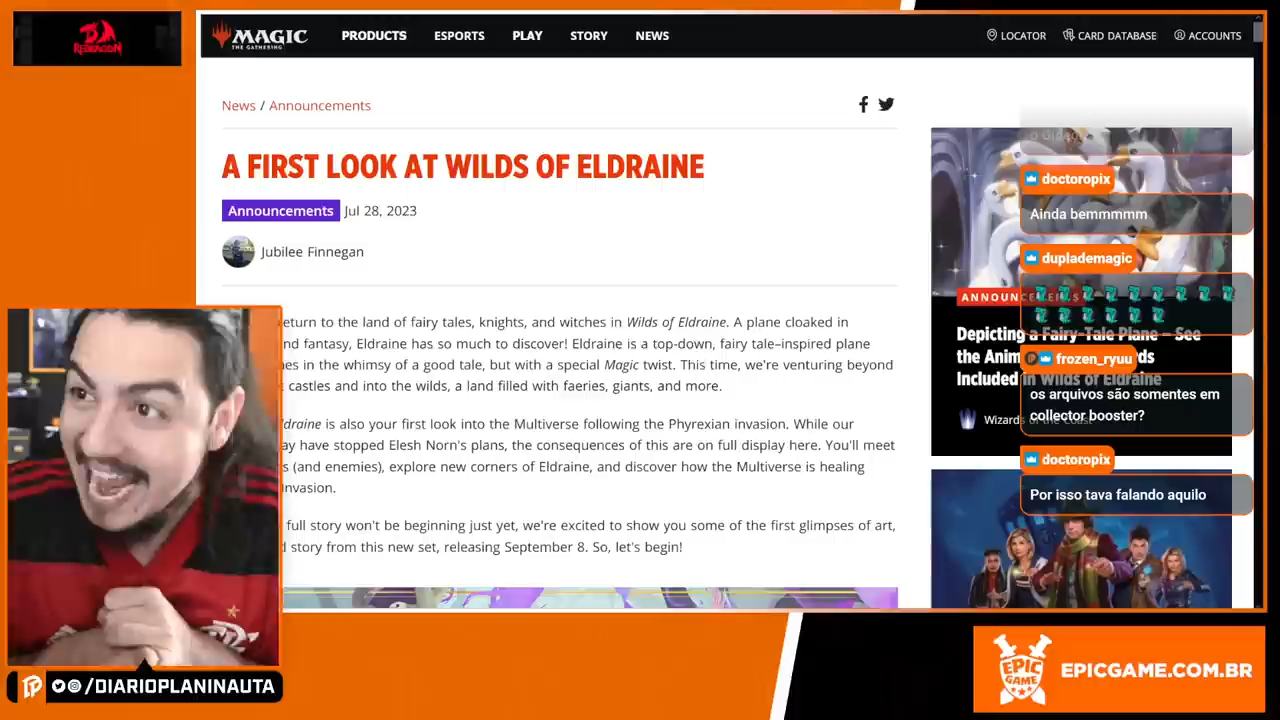 REDRAGON
MAGIC
THE GATHERING
PRODUCTS
ESPORTS
PLAY
STORY
NEWS
LOCATOR
CARD DATABASE
ACCOUNTS
News / Announcements
A FIRST LOOK AT WILDS OF ELDRAINE
Announcements Jul 28, 2023
Jubilee Finnegan
eturn to the land of fairy tales, knights, and witches in Wilds of Eldraine. A plane cloaked in
nd fantasy, Eldraine has so much to discover! Eldraine is a top-down, fairy tale–inspired plane
es in the whimsy of a good tale, but with a special Magic twist. This time, we're venturing beyond
castles and into the wilds, a land filled with faeries, giants, and more.
draine is also your first look into the Multiverse following the Phyrexian invasion. While our
ay have stopped Elesh Norn's plans, the consequences of this are on full display here. You'll meet
s (and enemies), explore new corners of Eldraine, and discover how the Multiverse is healing
nvasion.
full story won't be beginning just yet, we're excited to show you some of the first glimpses of art,
d story from this new set, releasing September 8. So, let's begin!
doctoropix
Ainda bemmmmm
duplademagic
ANNOUNCEMENTS
Depicting a Fairy-Tale Plane – See
the Anim rds
Included in Wilds of Eldraine
Wizards of the Coast
frozen_ryuu
os arquivos são somentes em
collector booster?
doctoropix
Por isso tava falando aquilo
/DIARIOPLANINAUTA
EPIC
GAME
EPICGAME.COM.BR